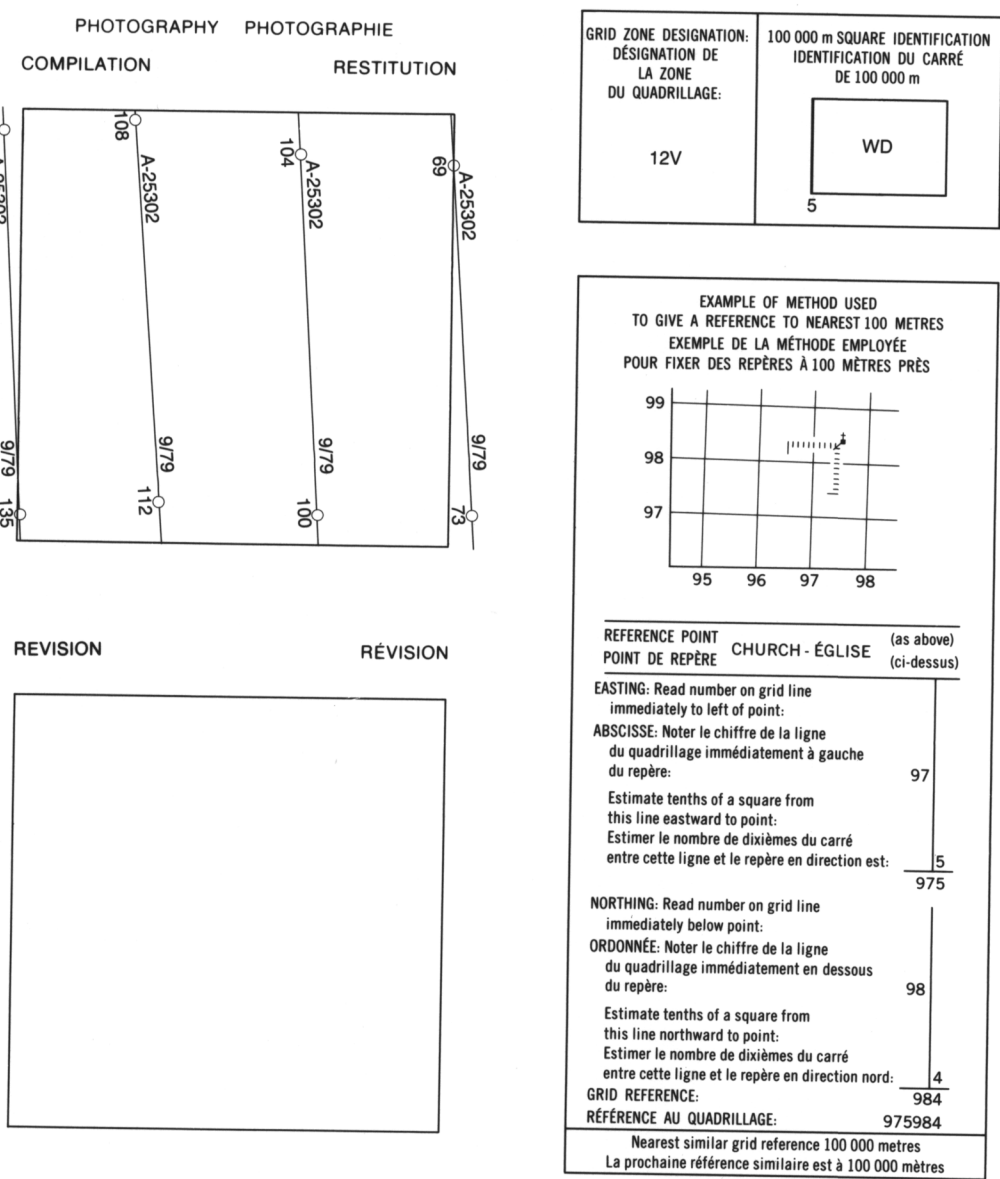 PHOTOGRAPHY PHOTOGRAPHIE
COMPILATION RESTITUTION
108
A-25302
104
A-25302
69
A-25302
9/79
135
9/79
112
9/79
100
9/79
73
REVISION RÉVISION
GRID ZONE DESIGNATION:
DÉSIGNATION DE
LA ZONE
DU QUADRILLAGE:
12V
100 000 m SQUARE IDENTIFICATION
IDENTIFICATION DU CARRÉ
DE 100 000 m
WD
5
EXAMPLE OF METHOD USED
TO GIVE A REFERENCE TO NEAREST 100 METRES
EXEMPLE DE LA MÉTHODE EMPLOYÉE
POUR FIXER DES REPÈRES À 100 MÈTRES PRÈS
99
98
97
95 96 97 98
REFERENCE POINT
POINT DE REPÈRE
CHURCH - ÉGLISE
(as above)
(ci-dessus)
EASTING: Read number on grid line
immediately to left of point:
ABSCISSE: Noter le chiffre de la ligne
du quadrillage immédiatement à gauche
du repère: 97
Estimate tenths of a square from
this line eastward to point:
Estimer le nombre de dixièmes du carré
entre cette ligne et le repère en direction est: 5
975
NORTHING: Read number on grid line
immediately below point:
ORDONNÉE: Noter le chiffre de la ligne
du quadrillage immédiatement en dessous
du repère: 98
Estimate tenths of a square from
this line northward to point:
Estimer le nombre de dixièmes du carré
entre cette ligne et le repère en direction nord: 4
GRID REFERENCE: 984
RÉFÉRENCE AU QUADRILLAGE: 975984
Nearest similar grid reference 100 000 metres
La prochaine référence similaire est à 100 000 mètres